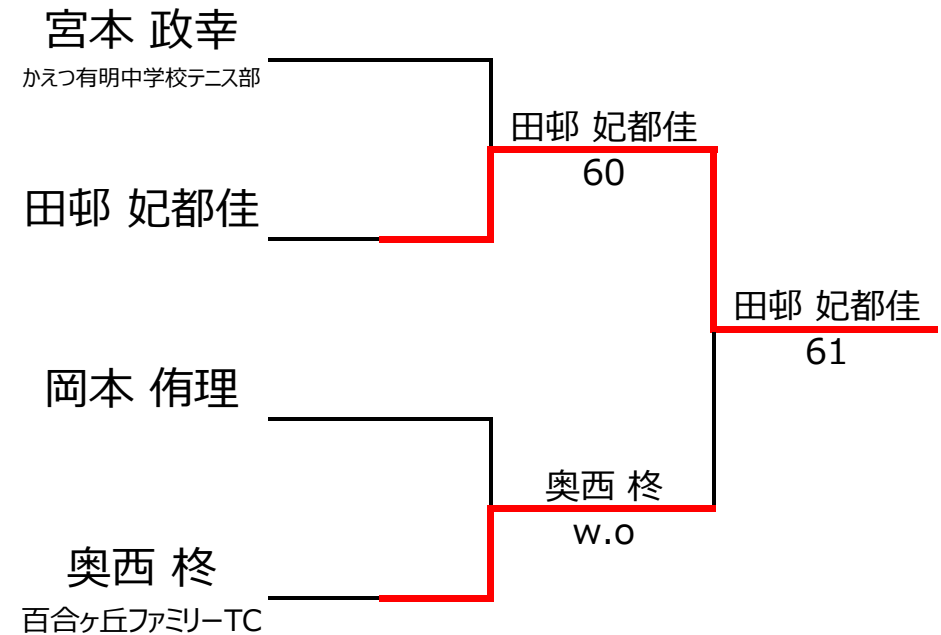 宮本 政幸
かえつ有明中学校テニス部
田邨 妃都佳
60
田邨 妃都佳
田邨 妃都佳
61
岡本 侑理
奥西 柊
w.o
奥西 柊
百合ヶ丘ファミリーTC